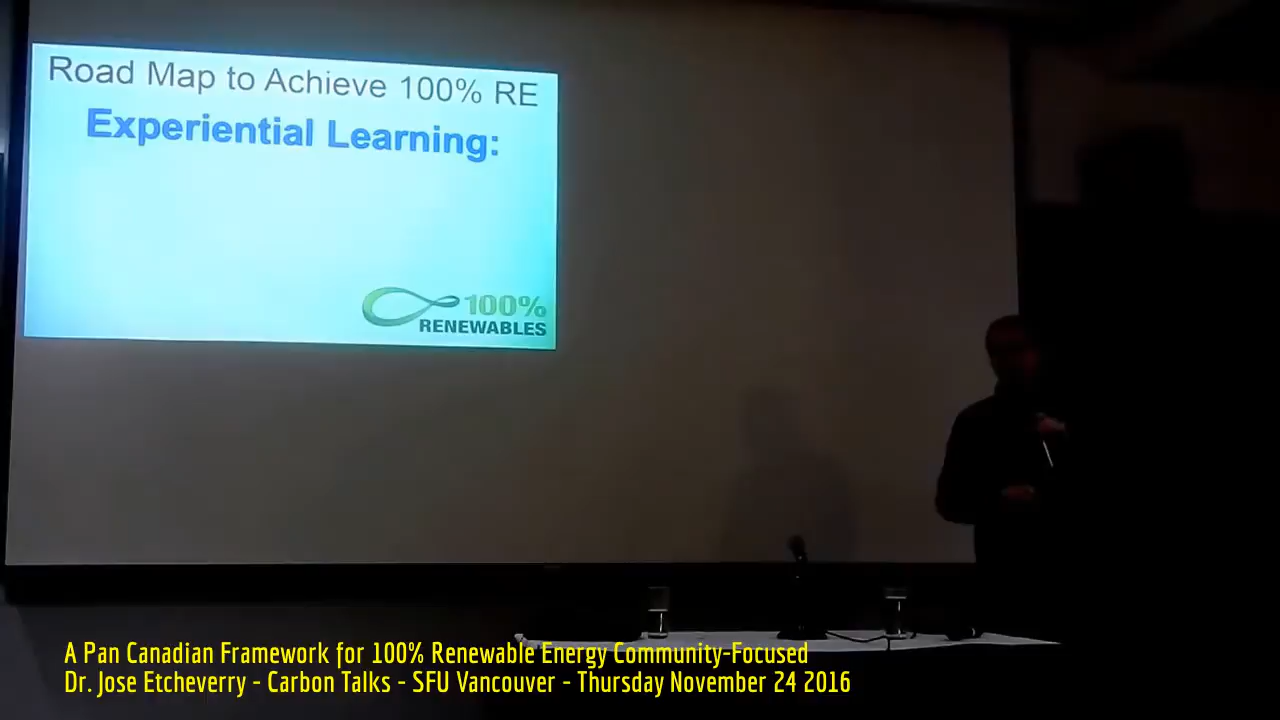 Road Map to Achieve 100% RE
Experiential Learning:
100%
RENEWABLES
A Pan Canadian Framework for 100% Renewable Energy Community-Focused
Dr. Jose Etcheverry - Carbon Talks - SFU Vancouver - Thursday November 24 2016